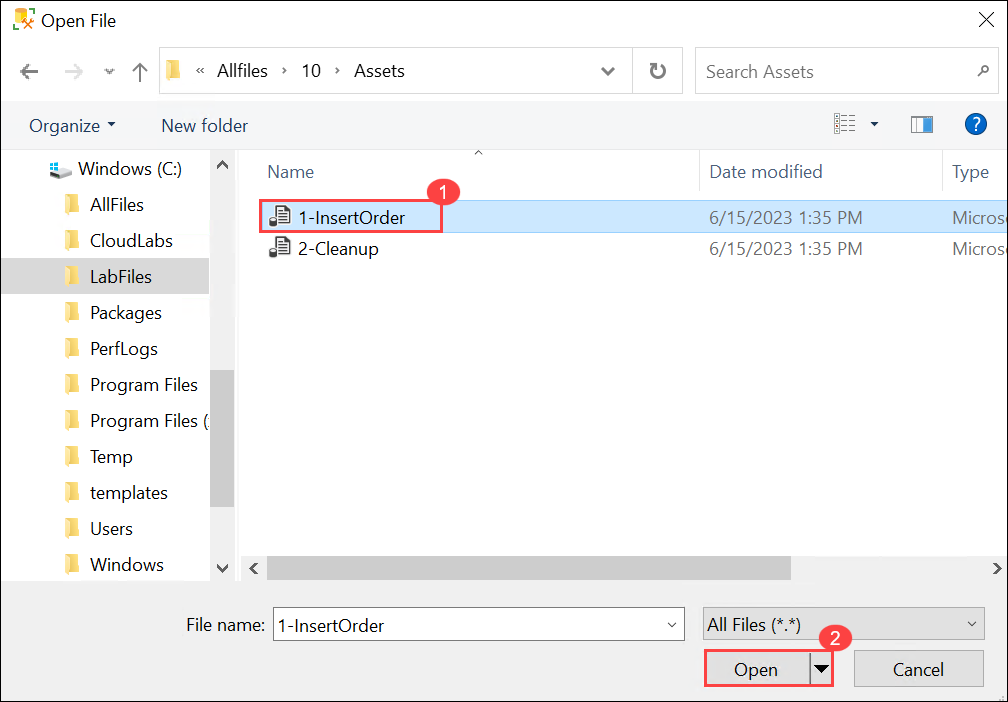 Open File
« Allfiles › 10 › Assets
Search Assets
Organize
New folder
?
Windows (C:)
AllFiles
CloudLabs
LabFiles
Packages
PerfLogs
Program Files
Program Files (
Temp
templates
Users
Windows
Name Date modified Type
1
1-InsertOrder 6/15/2023 1:35 PM Micros
2-Cleanup 6/15/2023 1:35 PM Micros
File name: 1-InsertOrder All Files (*.*)
2
Open Cancel